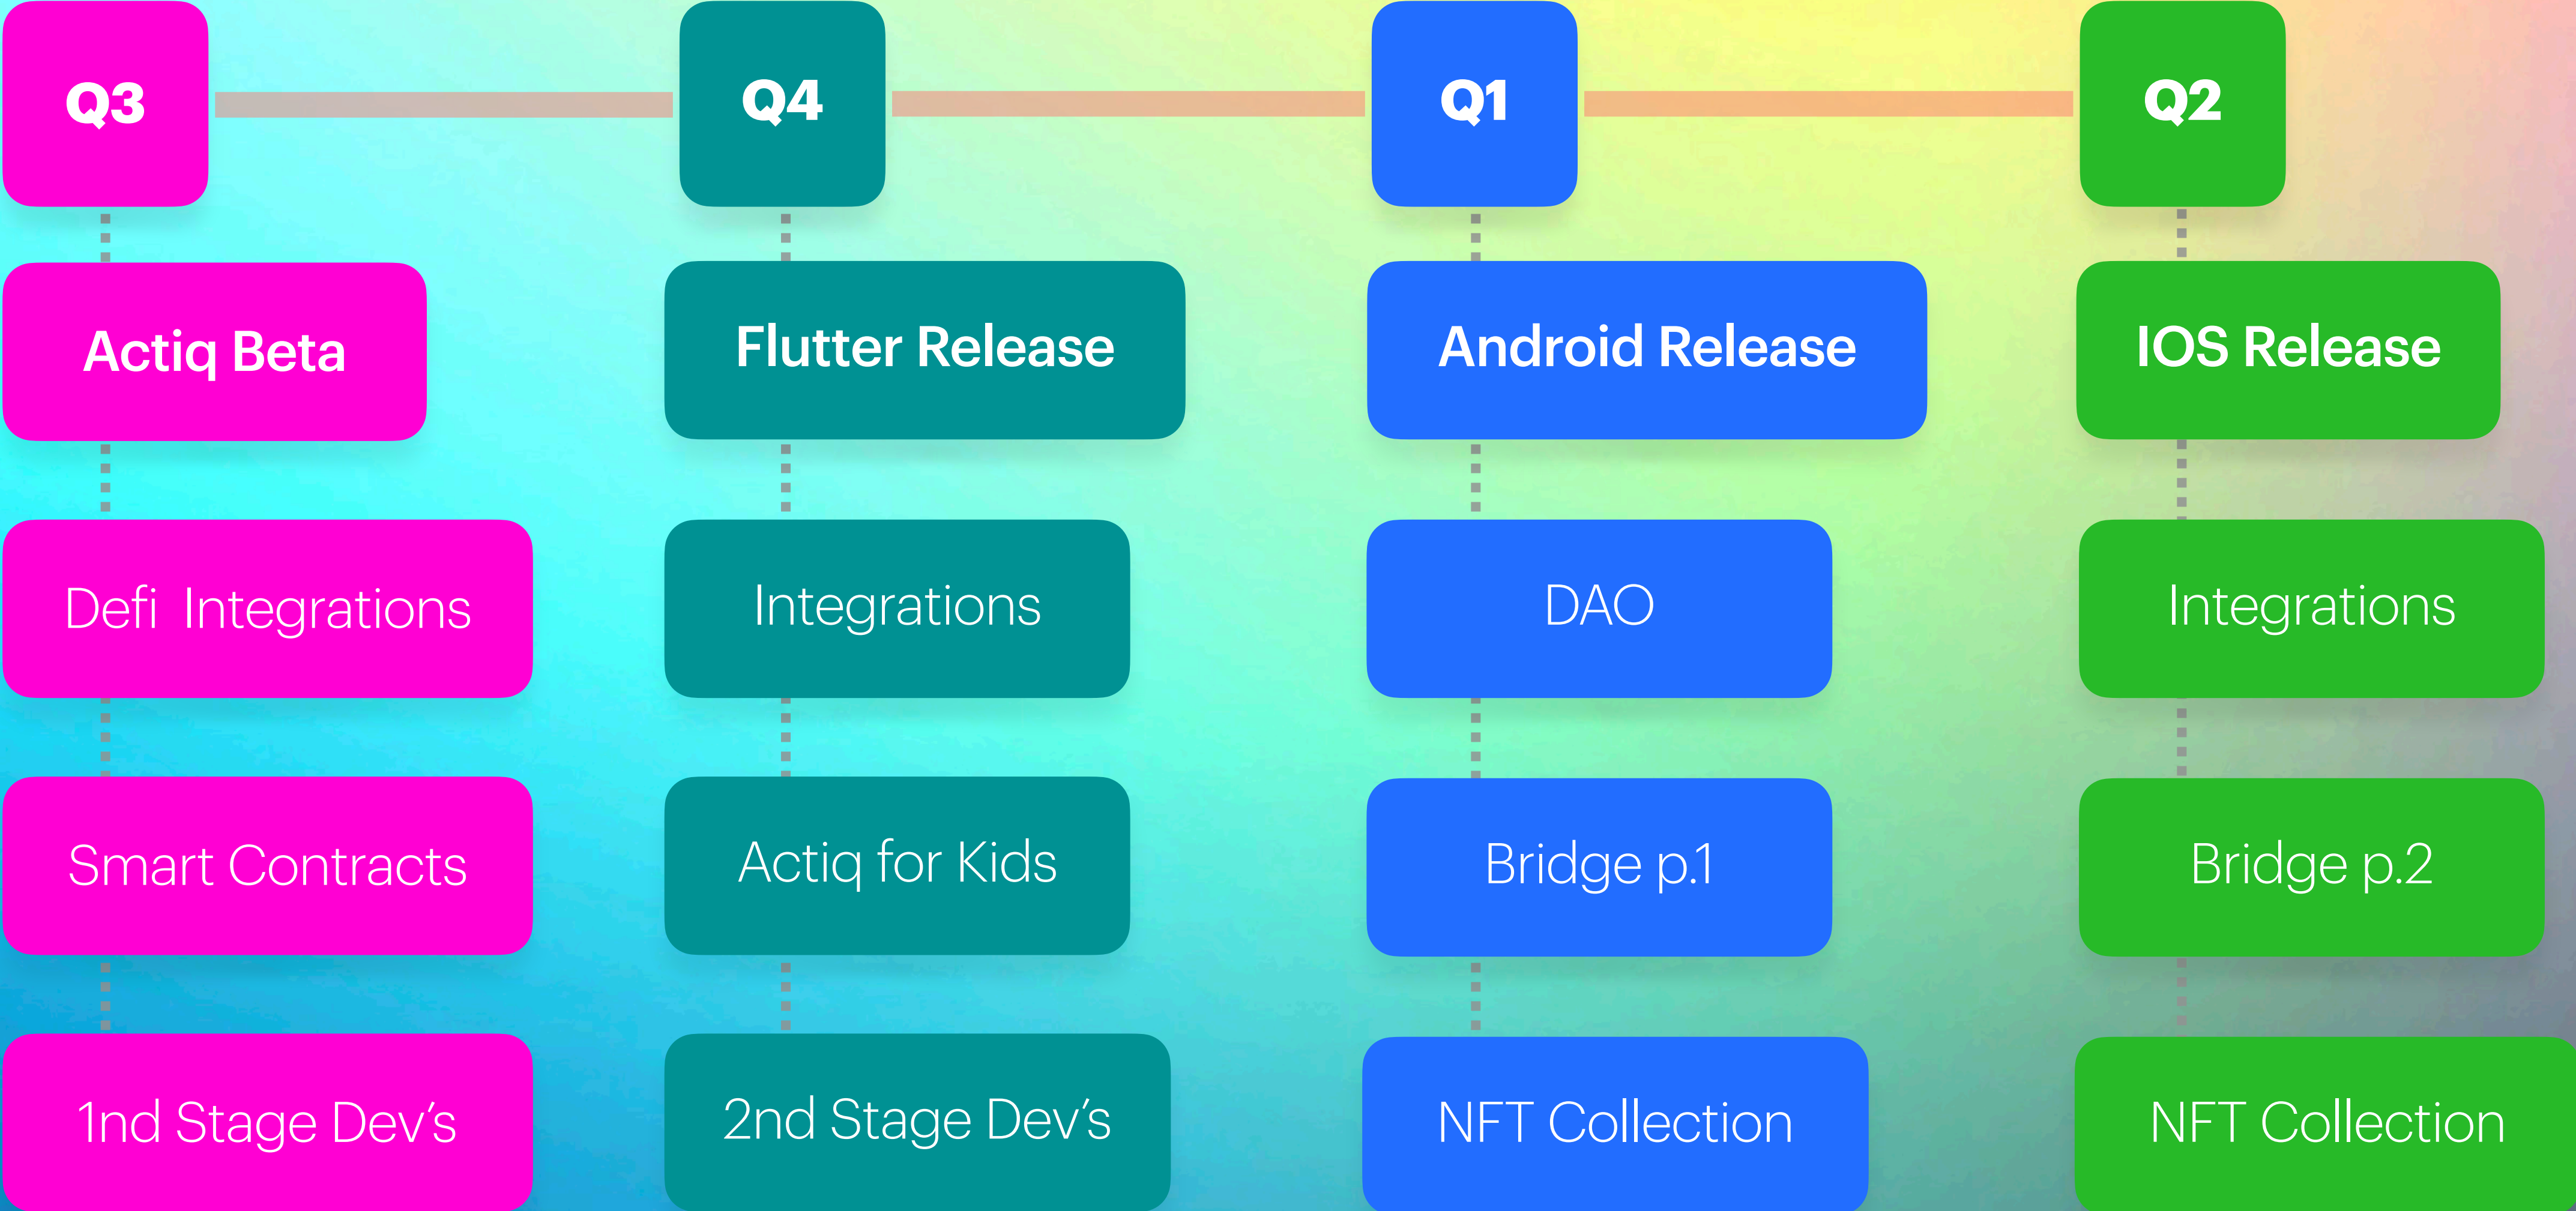 Q3
Q4
Q1
Q2
Actiq Beta
Flutter Release
Android Release
IOS Release
Defi Integrations
Integrations
DAO
Integrations
Smart Contracts
Actiq for Kids
Bridge p.1
Bridge p.2
1nd Stage Dev’s
2nd Stage Dev’s
NFT Collection
NFT Collection